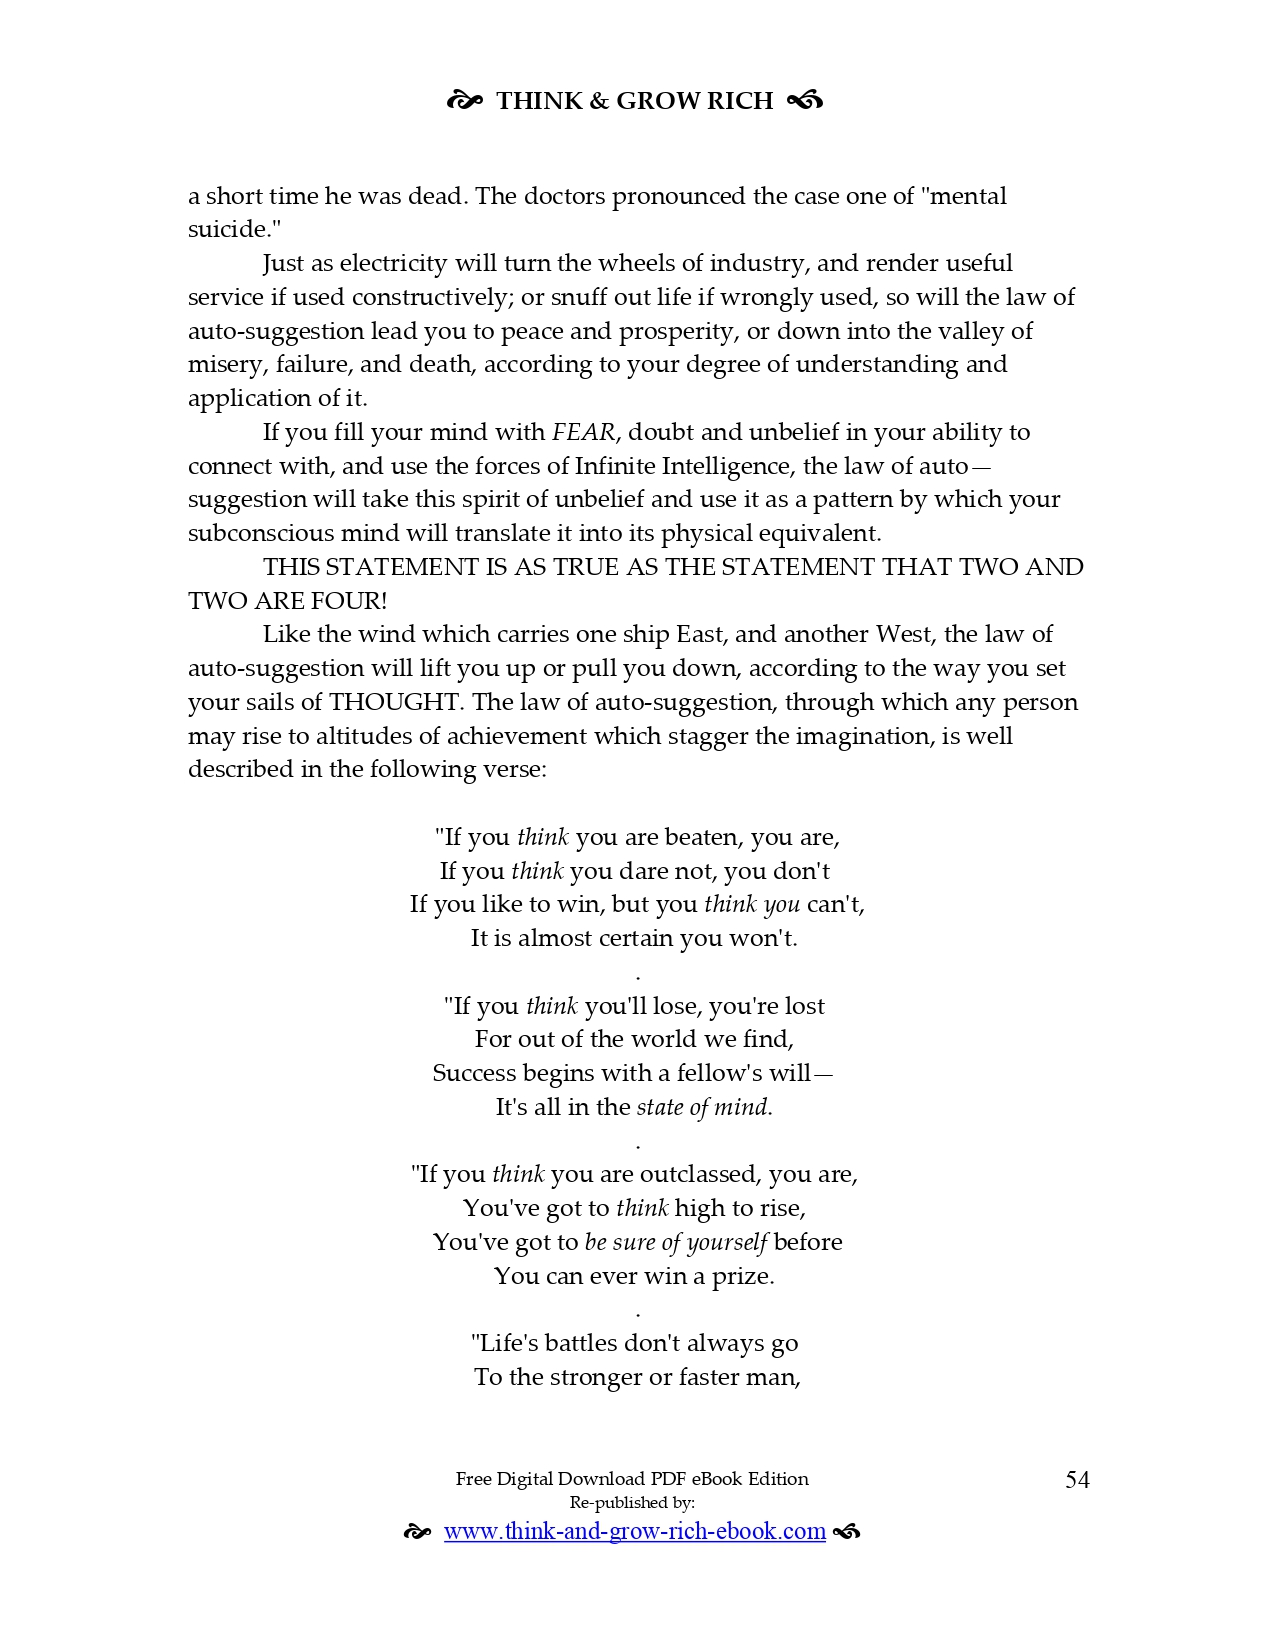 THINK & GROW RICH
a short time he was dead. The doctors pronounced the case one of "mental
suicide."
Just as electricity will turn the wheels of industry, and render useful
service if used constructively; or snuff out life if wrongly used, so will the law of
auto-suggestion lead you to peace and prosperity, or down into the valley of
misery, failure, and death, according to your degree of understanding and
application of it.
If you fill your mind with FEAR, doubt and unbelief in your ability to
connect with, and use the forces of Infinite Intelligence, the law of auto—
suggestion will take this spirit of unbelief and use it as a pattern by which your
subconscious mind will translate it into its physical equivalent.
THIS STATEMENT IS AS TRUE AS THE STATEMENT THAT TWO AND
TWO ARE FOUR!
Like the wind which carries one ship East, and another West, the law of
auto-suggestion will lift you up or pull you down, according to the way you set
your sails of THOUGHT. The law of auto-suggestion, through which any person
may rise to altitudes of achievement which stagger the imagination, is well
described in the following verse:
"If you think you are beaten, you are,
If you think you dare not, you don't
If you like to win, but you think you can't,
It is almost certain you won't.
.
"If you think you'll lose, you're lost
For out of the world we find,
Success begins with a fellow's will—
It's all in the state of mind.
.
"If you think you are outclassed, you are,
You've got to think high to rise,
You've got to be sure of yourself before
You can ever win a prize.
.
"Life's battles don't always go
To the stronger or faster man,
Free Digital Download PDF eBook Edition
54
Re-published by:
www.think-and-grow-rich-ebook.com